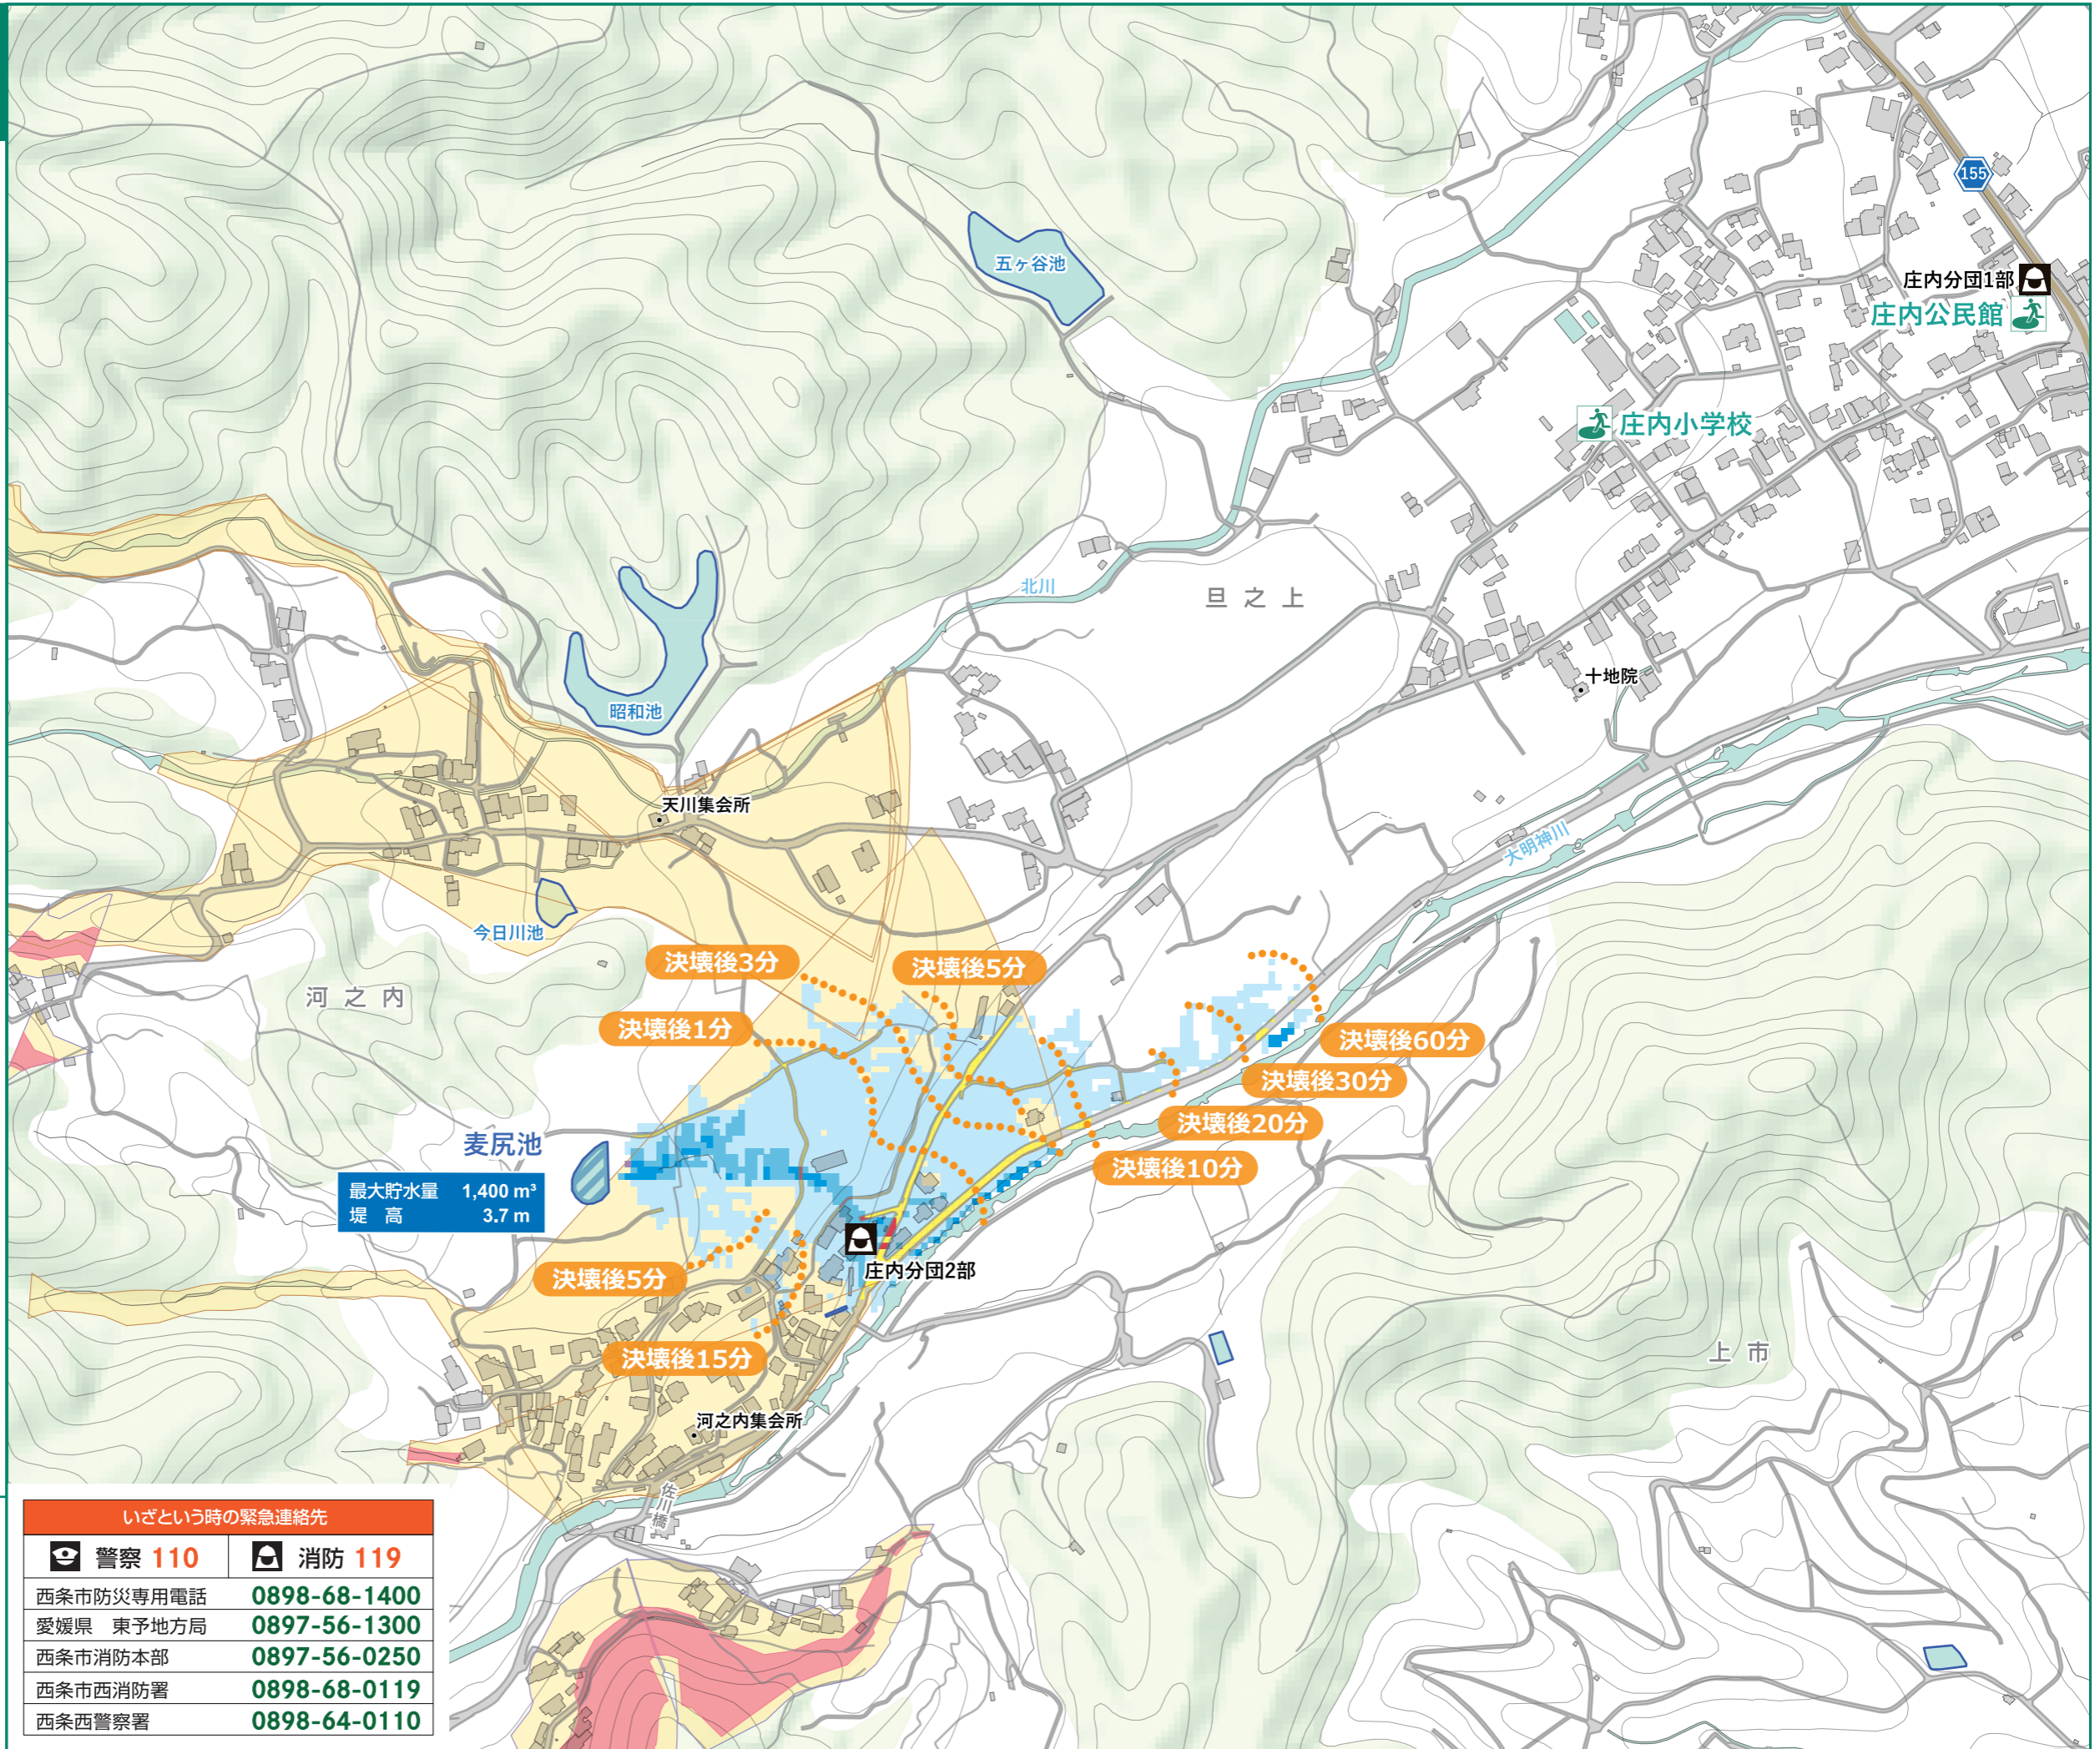 155
五ヶ谷池
庄内分団1部
庄内公民館
庄内小学校
北川
旦之上
十地院
昭和池
天川集会所
大明神川
今日川池
決壊後3分
決壊後5分
河之内
決壊後1分
決壊後60分
決壊後30分
決壊後20分
決壊後10分
麦尻池
最大貯水量 1,400 m³
堤 高 3.7 m
庄内分団2部
決壊後5分
決壊後15分
上市
河之内集会所
佐川橋
いざという時の緊急連絡先
警察 110 消防 119
西条市防災専用電話 0898-68-1400
愛媛県 東予地方局 0897-56-1300
西条市消防本部 0897-56-0250
西条市西消防署 0898-68-0119
西条西警察署 0898-64-0110